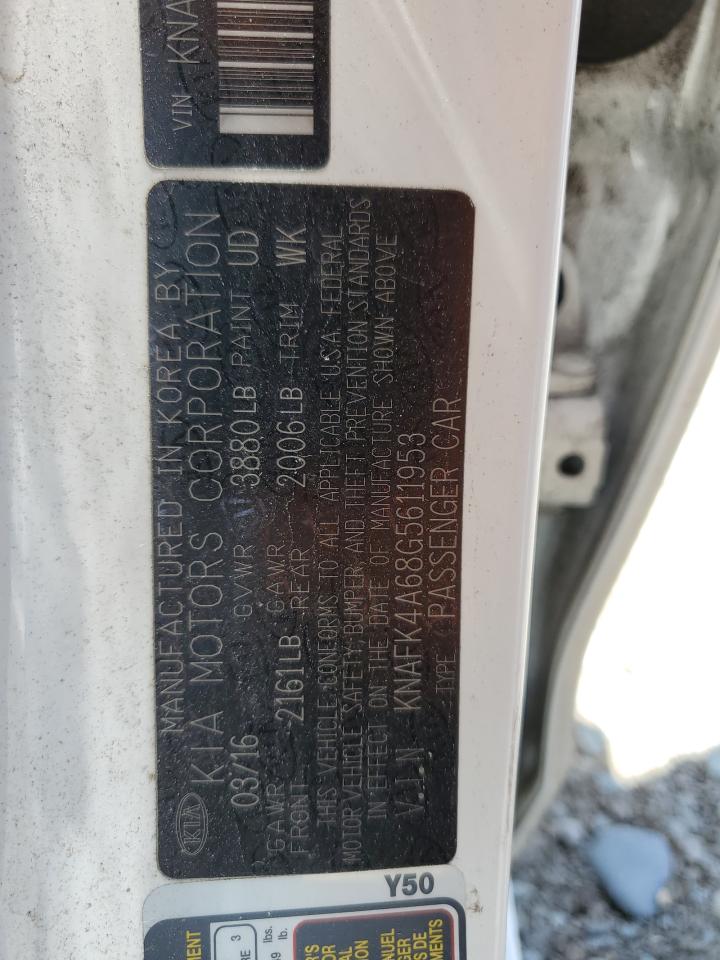 VIN KNA
MANUFACTURED IN KOREA BY
KIA MOTORS CORPORATION
KIA
03/16 GVWR 3880LB PAINT UD
GAWR FRONT 2161LB GAWR REAR 2006LB TRIM WK
THIS VEHICLE CONFORMS TO ALL APPLICABLE U.S.A. FEDERAL
MOTOR VEHICLE SAFETY, BUMPER AND THEFT PREVENTION STANDARDS
IN EFFECT ON THE DATE OF MANUFACTURE SHOWN ABOVE
V.I.N KNAFK4A68G5611953
TYPE PASSENGER CAR
Y50